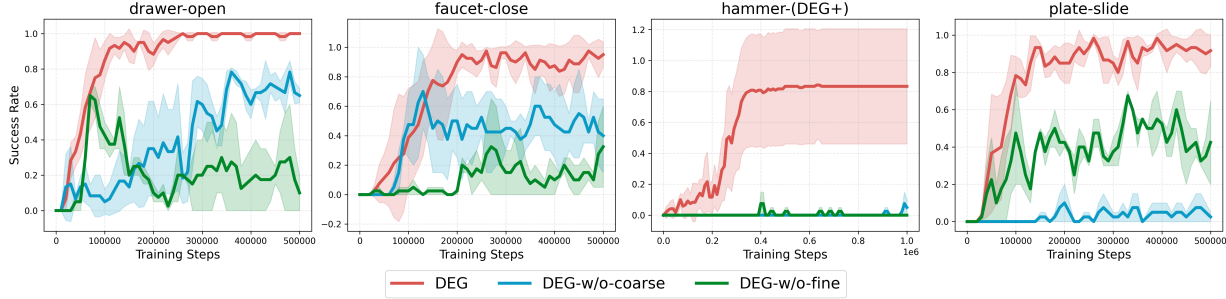 drawer-open
faucet-close
hammer-(DEG+)
plate-slide
Success Rate
1.0
0.8
0.6
0.4
0.2
0.0
0 100000 200000 300000 400000 500000
Training Steps
1.0
0.8
0.6
0.4
0.2
0.0
−0.2
0 100000 200000 300000 400000 500000
Training Steps
1.2
1.0
0.8
0.6
0.4
0.2
0.0
0.0 0.2 0.4 0.6 0.8 1.0
1e6
Training Steps
1.0
0.8
0.6
0.4
0.2
0.0
0 100000 200000 300000 400000 500000
Training Steps
DEG DEG-w/o-coarse DEG-w/o-fine